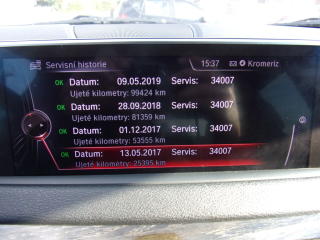 Servisní historie 15:37 Kromeriz
OK Datum: 09.05.2019 Servis: 34007
Ujeté kilometry: 99424 km
OK Datum: 28.09.2018 Servis: 34007
Ujeté kilometry: 81359 km
OK Datum: 01.12.2017 Servis: 34007
Ujeté kilometry: 53555 km
OK Datum: 13.05.2017 Servis: 34007
Ujeté kilometry: 25395 km